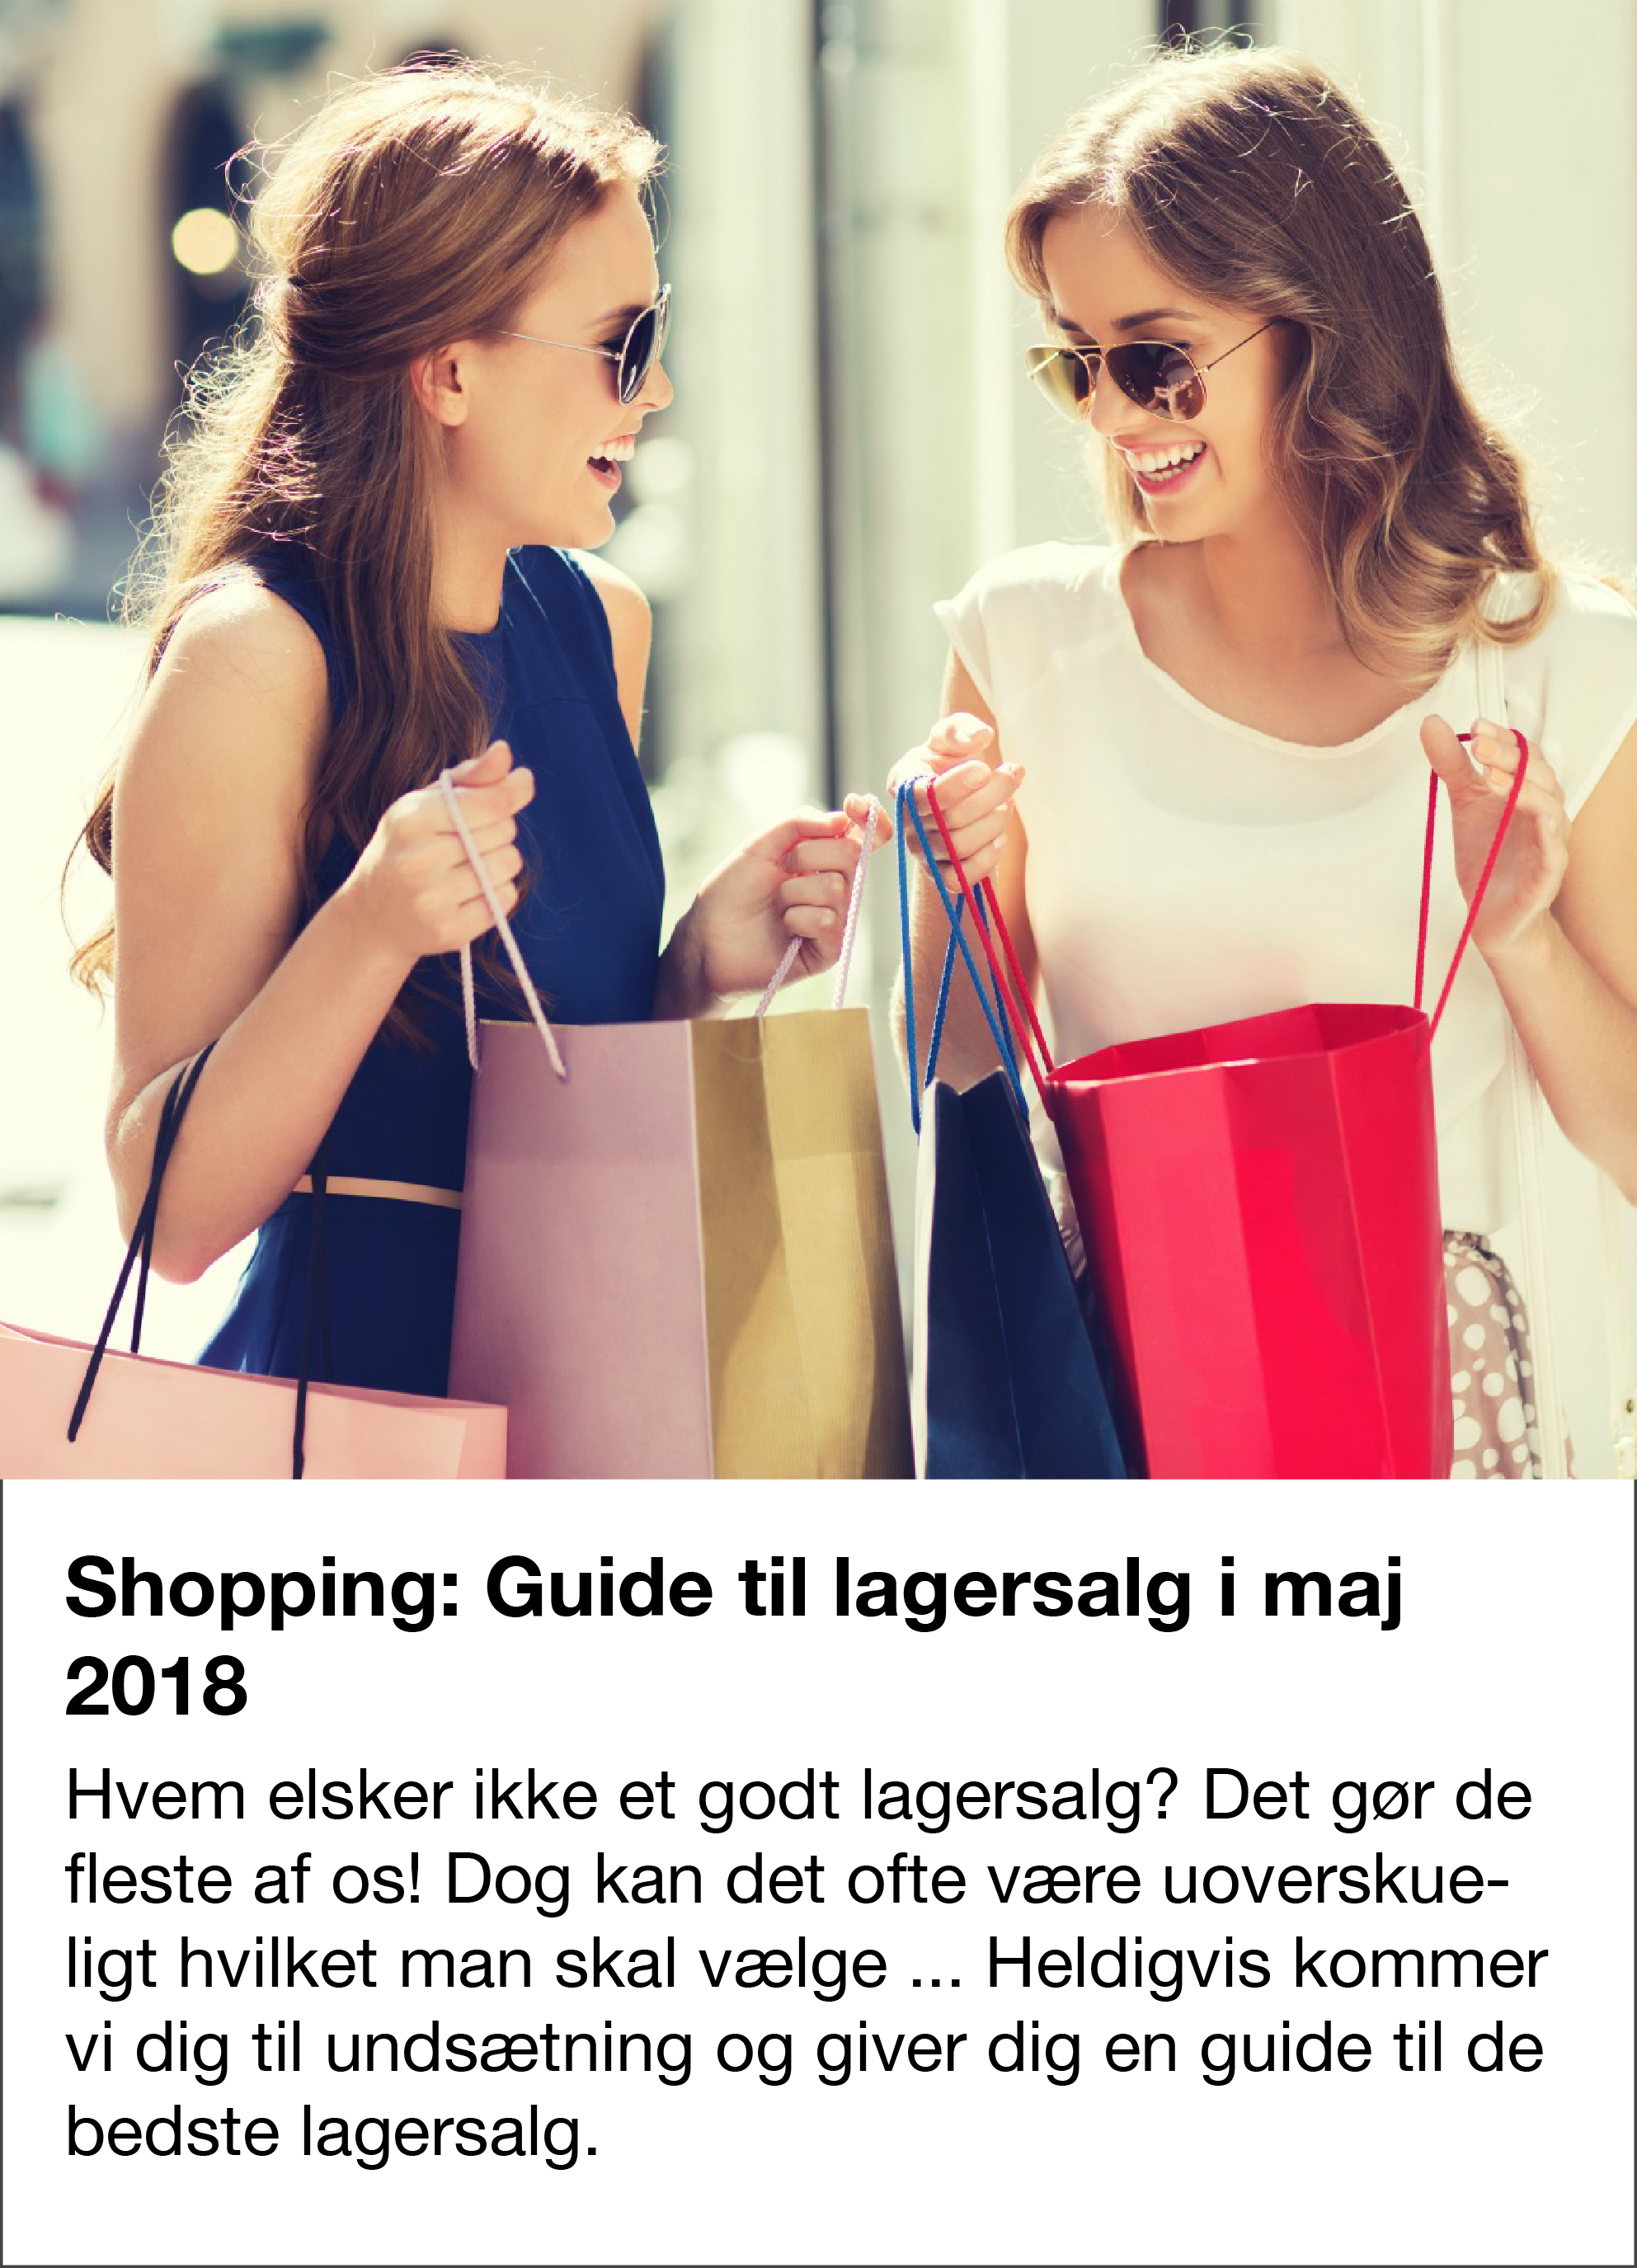 Shopping: Guide til lagersalg i maj
2018
Hvem elsker ikke et godt lagersalg? Det gør de
fleste af os! Dog kan det ofte være uoverskue-
ligt hvilket man skal vælge ... Heldigvis kommer
vi dig til undsætning og giver dig en guide til de
bedste lagersalg.